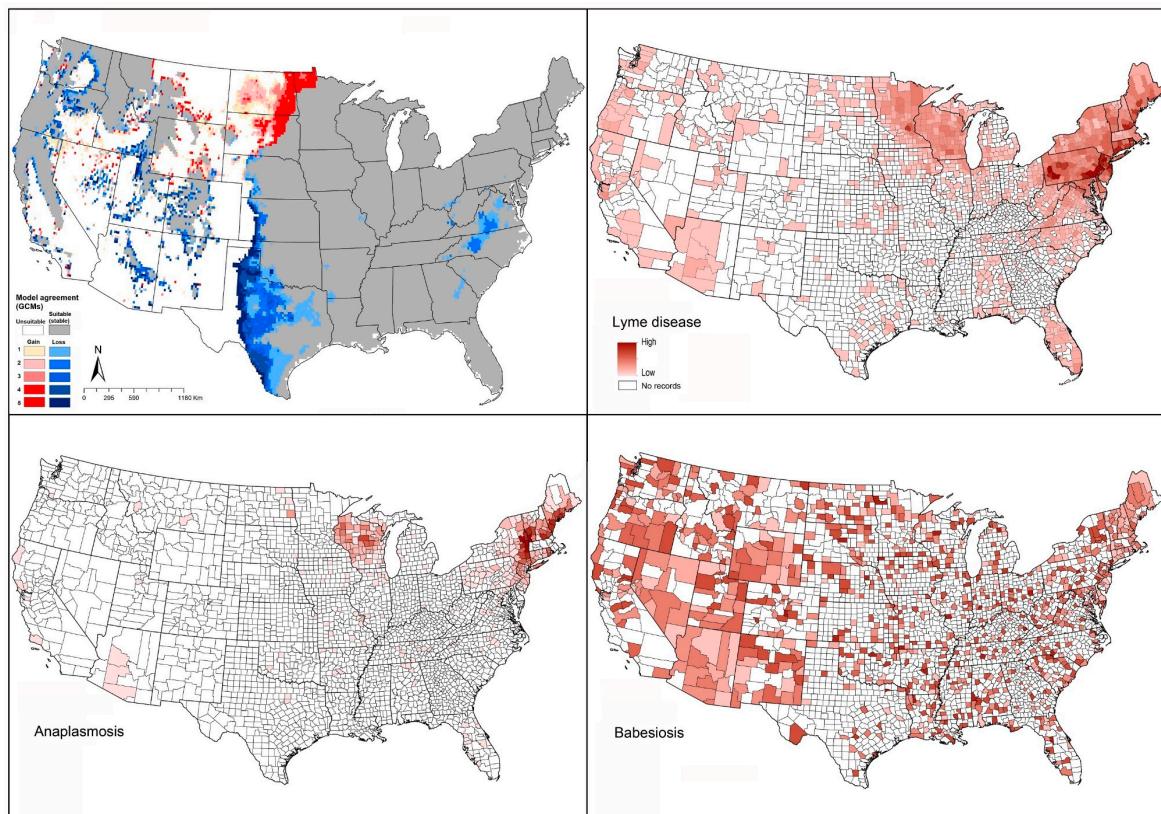 Model agreement
(GCMs)
Unsuitable
Suitable
(stable)
Gain
Loss
1
2
3
4
5
N
0 295 590 1180 Km
Lyme disease
High
Low
No records
Anaplasmosis
Babesiosis